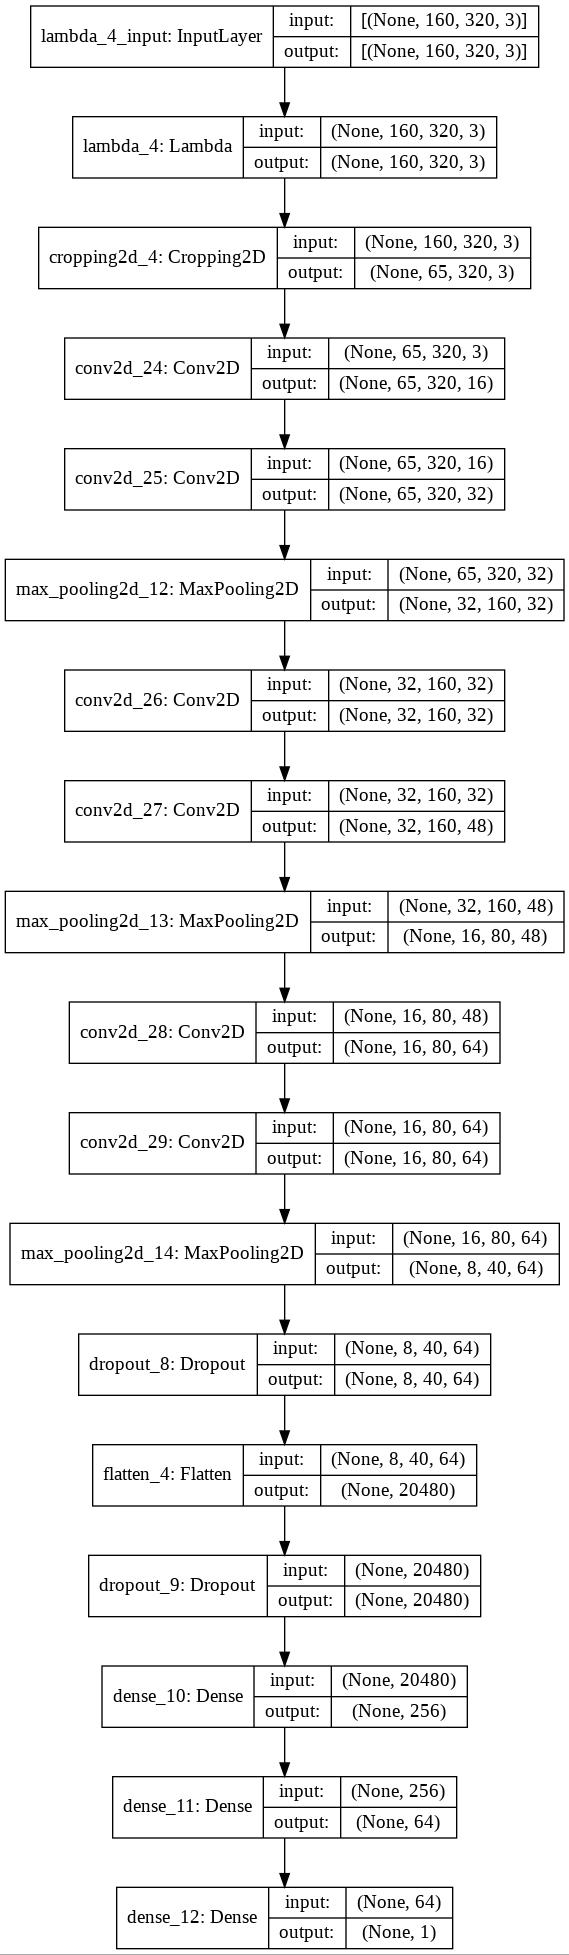 lambda_4_input: InputLayer
input: [(None, 160, 320, 3)]
output: [(None, 160, 320, 3)]
lambda_4: Lambda
input: (None, 160, 320, 3)
output: (None, 160, 320, 3)
cropping2d_4: Cropping2D
input: (None, 160, 320, 3)
output: (None, 65, 320, 3)
conv2d_24: Conv2D
input: (None, 65, 320, 3)
output: (None, 65, 320, 16)
conv2d_25: Conv2D
input: (None, 65, 320, 16)
output: (None, 65, 320, 32)
max_pooling2d_12: MaxPooling2D
input: (None, 65, 320, 32)
output: (None, 32, 160, 32)
conv2d_26: Conv2D
input: (None, 32, 160, 32)
output: (None, 32, 160, 32)
conv2d_27: Conv2D
input: (None, 32, 160, 32)
output: (None, 32, 160, 48)
max_pooling2d_13: MaxPooling2D
input: (None, 32, 160, 48)
output: (None, 16, 80, 48)
conv2d_28: Conv2D
input: (None, 16, 80, 48)
output: (None, 16, 80, 64)
conv2d_29: Conv2D
input: (None, 16, 80, 64)
output: (None, 16, 80, 64)
max_pooling2d_14: MaxPooling2D
input: (None, 16, 80, 64)
output: (None, 8, 40, 64)
dropout_8: Dropout
input: (None, 8, 40, 64)
output: (None, 8, 40, 64)
flatten_4: Flatten
input: (None, 8, 40, 64)
output: (None, 20480)
dropout_9: Dropout
input: (None, 20480)
output: (None, 20480)
dense_10: Dense
input: (None, 20480)
output: (None, 256)
dense_11: Dense
input: (None, 256)
output: (None, 64)
dense_12: Dense
input: (None, 64)
output: (None, 1)